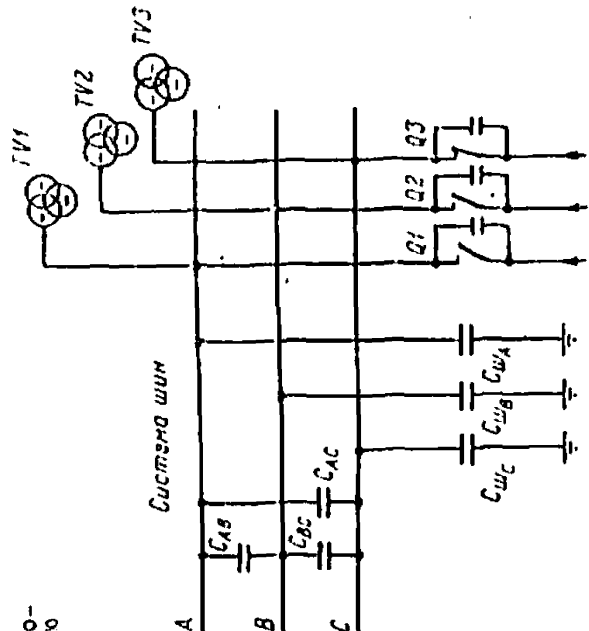 TV1
TV2
TV3
Система шин
Q1
Q2
Q3
A
B
C
C_AB
C_BC
C_AC
C_шA
C_шB
C_шC
о-
ю